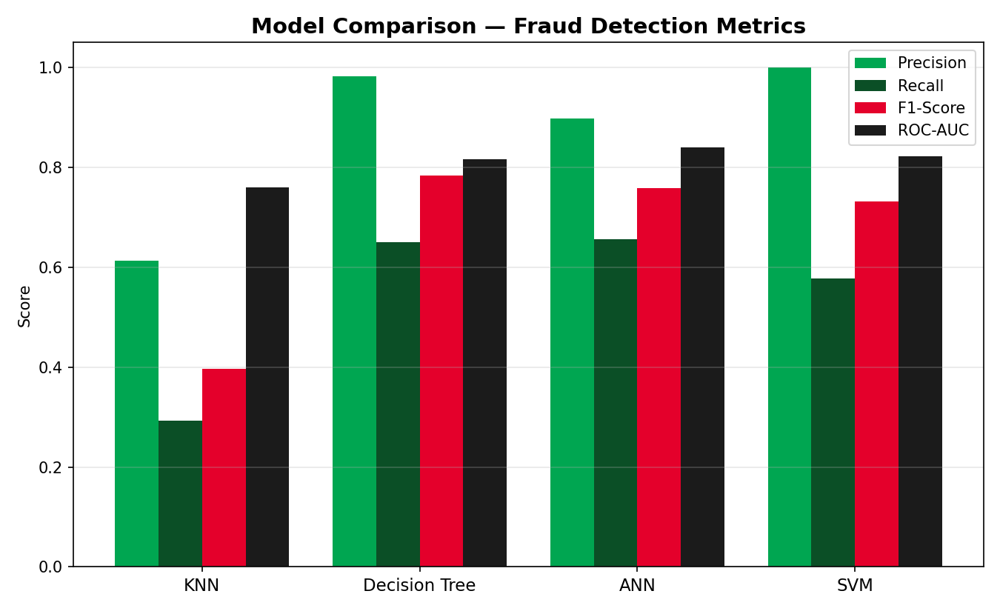 Model Comparison — Fraud Detection Metrics
Precision
Recall
F1-Score
ROC-AUC
Score
1.0
0.8
0.6
0.4
0.2
0.0
KNN
Decision Tree
ANN
SVM